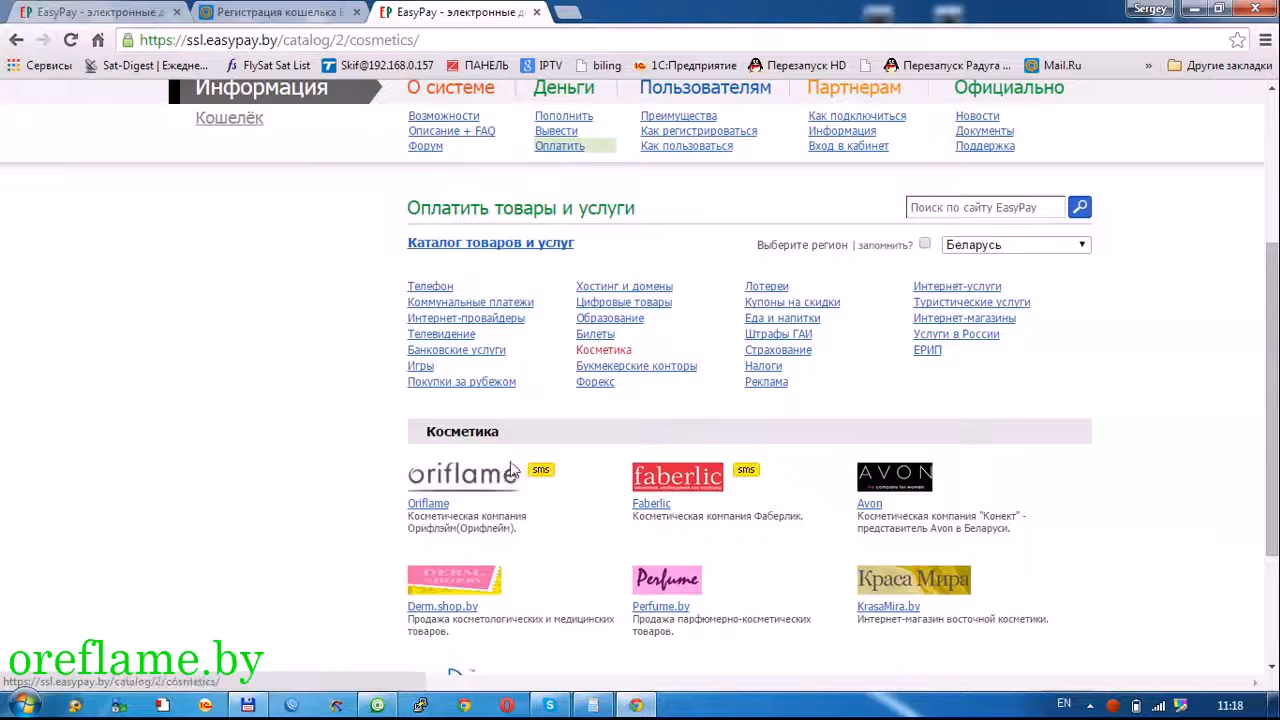 EasyPay - электронные д
Регистрация кошелька
EasyPay - электронные д
Sergey
https://ssl.easypay.by/catalog/2/cosmetics/
Сервисы
Sat-Digest | Ежеднев...
FlySat Sat List
Skif@192.168.0.157
ПАНЕЛЬ
IPTV
biling
1С:Предприятие
Перезапуск HD
Перезапуск Радуга ...
Mail.Ru
»
Другие закладки
Информация
О системе
Деньги
Пользователям
Партнерам
Официально
Кошелёк
Возможности
Пополнить
Преимущества
Как подключиться
Новости
Описание + FAQ
Вывести
Как регистрироваться
Информация
Документы
Форум
Оплатить
Как пользоваться
Вход в кабинет
Поддержка
Оплатить товары и услуги
Поиск по сайту EasyPay
Каталог товаров и услуг
Выберите регион | запомнить?
Беларусь
Телефон
Хостинг и домены
Лотереи
Интернет-услуги
Коммунальные платежи
Цифровые товары
Купоны на скидки
Туристические услуги
Интернет-провайдеры
Образование
Еда и напитки
Интернет-магазины
Телевидение
Билеты
Штрафы ГАИ
Услуги в России
Банковские услуги
Косметика
Страхование
ЕРИП
Игры
Букмекерские конторы
Налоги
Покупки за рубежом
Форекс
Реклама
Косметика
oriflame
sms
faberlic
sms
AVON
the company for women.
Oriflame
Faberlic
Avon
Косметическая компания
Орифлэйм(Орифлейм).
Косметическая компания Фаберлик.
Косметическая компания "Конект" -
представитель Avon в Беларуси.
Perfume
Краса Мира
Derm.shop.by
Perfume.by
KrasaMira.by
Продажа косметологических и медицинских
товаров.
Продажа парфюмерно-косметических
товаров.
Интернет-магазин восточной косметики.
oreflame.by
https://ssl.easypay.by/catalog/2/cosmetics/
EN
11:18